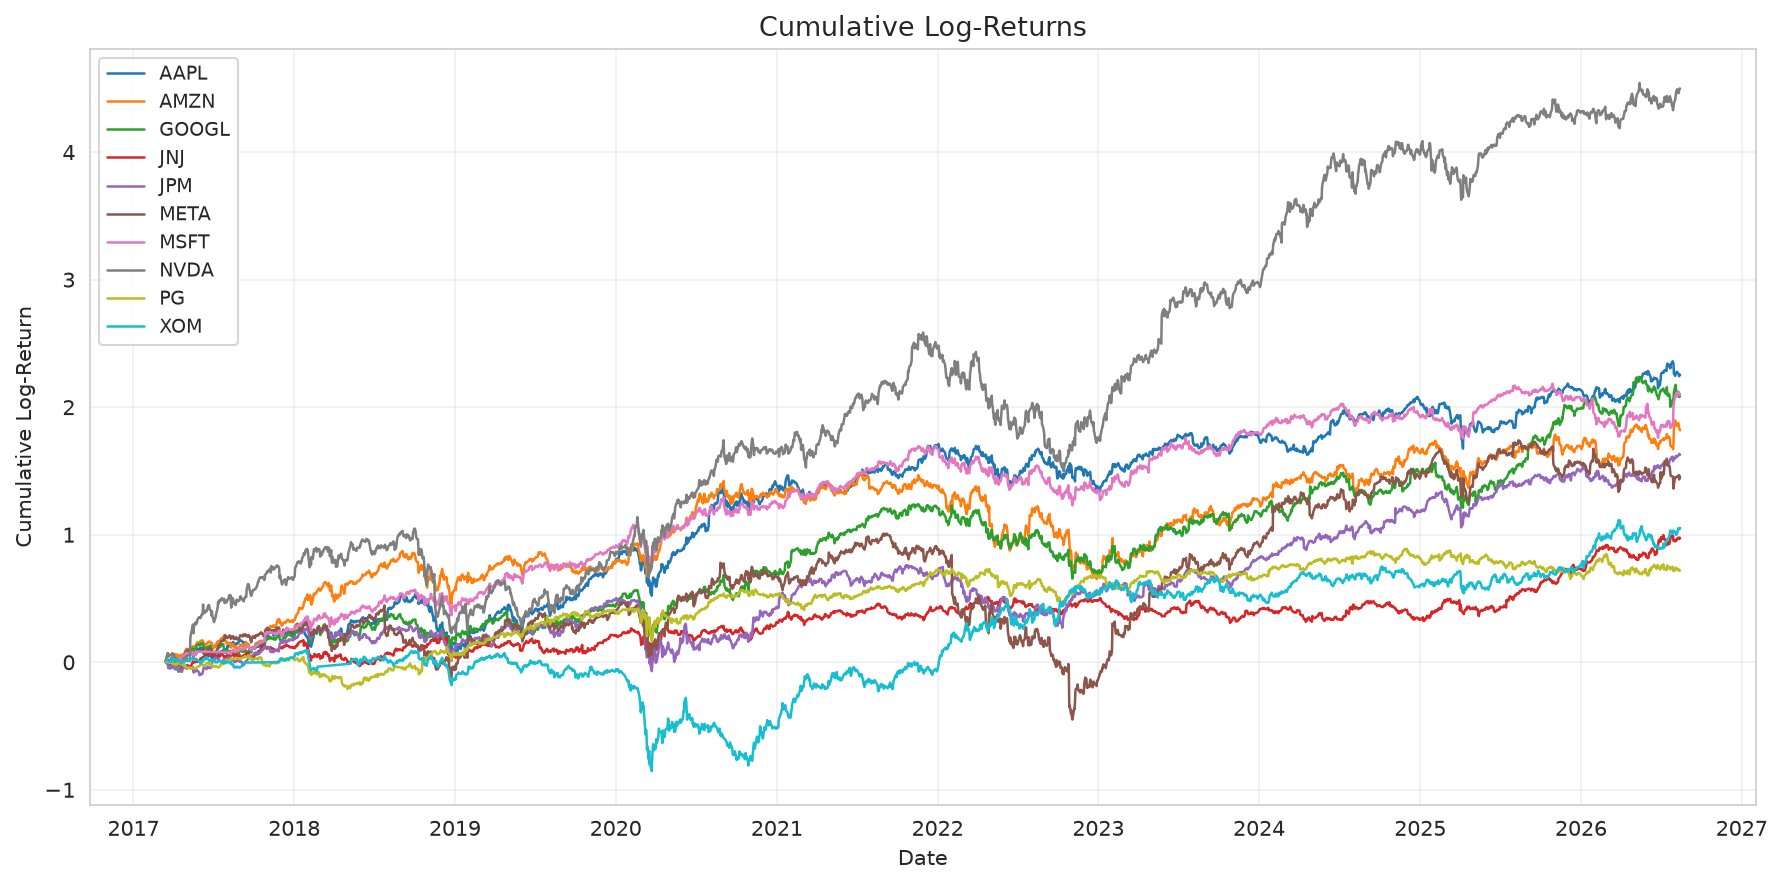 Cumulative Log-Returns
AAPL
AMZN
GOOGL
JNJ
JPM
META
MSFT
NVDA
PG
XOM
Cumulative Log-Return
4
3
2
1
0
−1
2017 2018 2019 2020 2021 2022 2023 2024 2025 2026 2027
Date